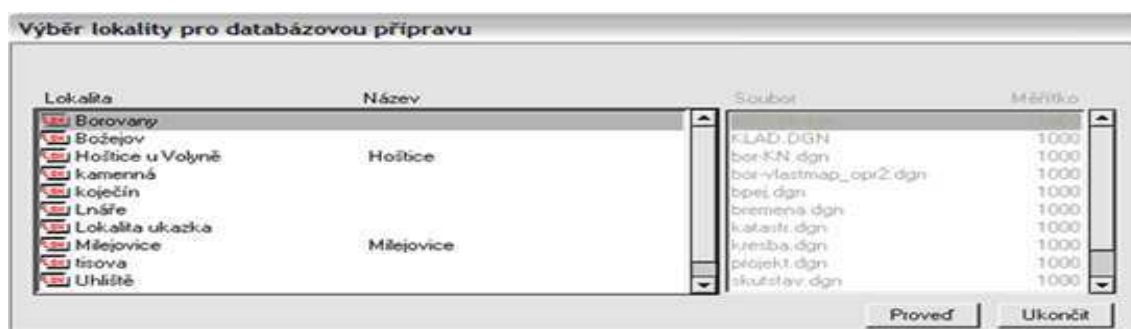 Výběr lokality pro databázovou přípravu
Lokalita Název Soubor Měřítko
Borovany 1000
Božejov KLAD.DGN 1000
Hoštice u Volyně Hoštice bor-KN.dgn 1000
kamenná bor-vlastmap_opr2.dgn 1000
koječín bpej.dgn 1000
Lnáře bremena.dgn 1000
Lokalita ukazka katastr.dgn 1000
Milejovice Milejovice kresba.dgn 1000
tisova projekt.dgn 1000
Uhliště skutstav.dgn 1000
Proveď Ukončit